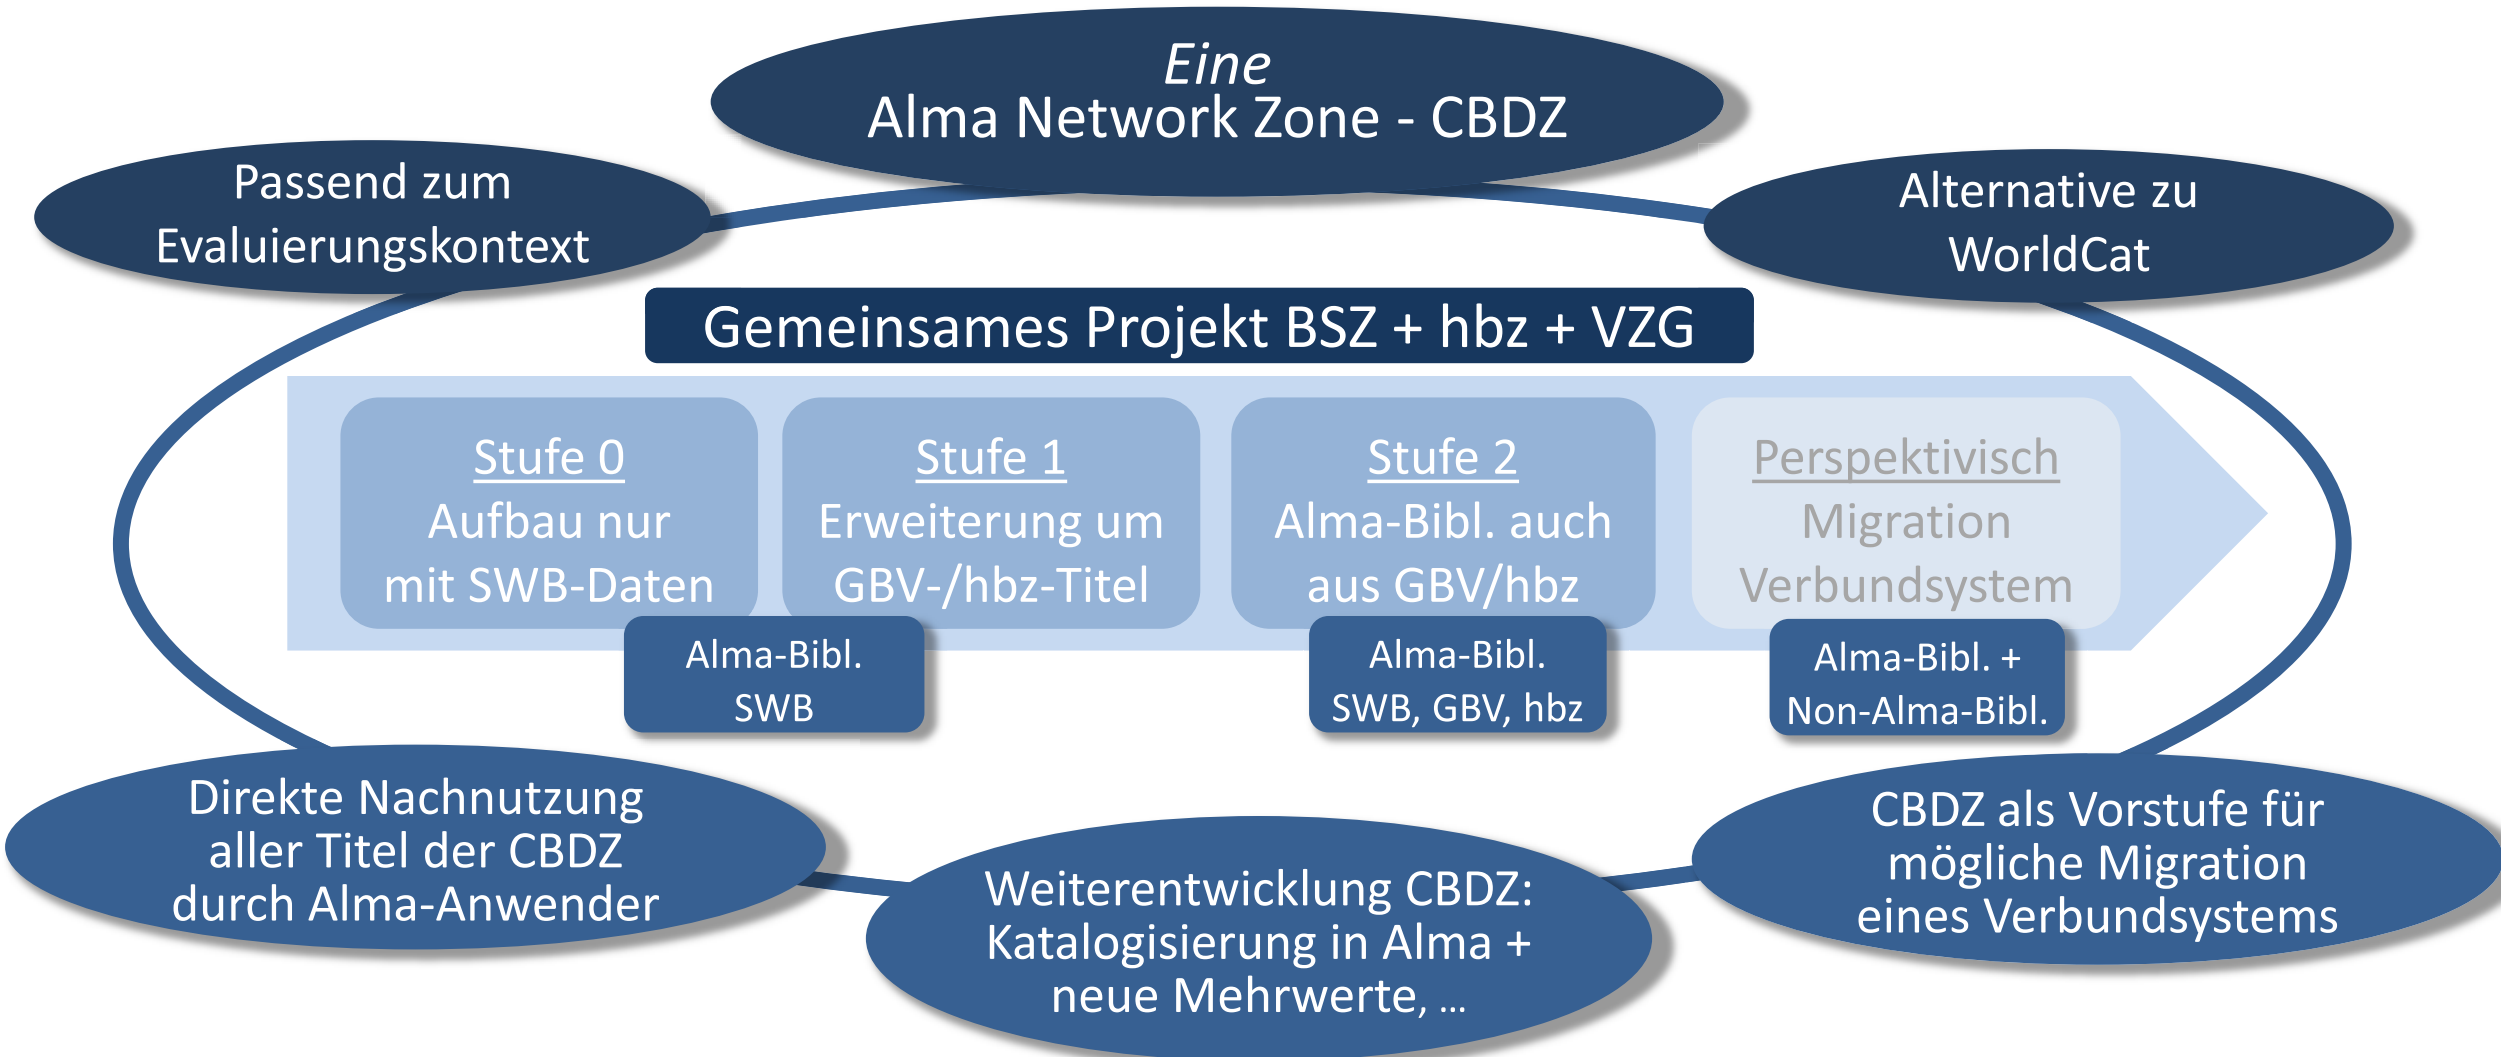 Eine
Alma Network Zone - CBDZ
Passend zum
Evaluierungskontext
Alternative zu
WorldCat
Gemeinsames Projekt BSZ + hbz + VZG
Stufe 0
Aufbau nur
mit SWB-Daten
Stufe 1
Erweiterung um
GBV-/hbz-Titel
Stufe 2
Alma-Bibl. auch
aus GBV/hbz
Perspektivisch
Migration
Verbundsystem
Alma-Bibl.
SWB
Alma-Bibl.
SWB, GBV, hbz
Alma-Bibl. +
Non-Alma-Bibl.
Direkte Nachnutzung
aller Titel der CBDZ
durch Alma-Anwender
Weiterentwicklung CBDZ:
Katalogisierung in Alma +
neue Mehrwerte, ...
CBDZ als Vorstufe für
mögliche Migration
eines Verbundsystems